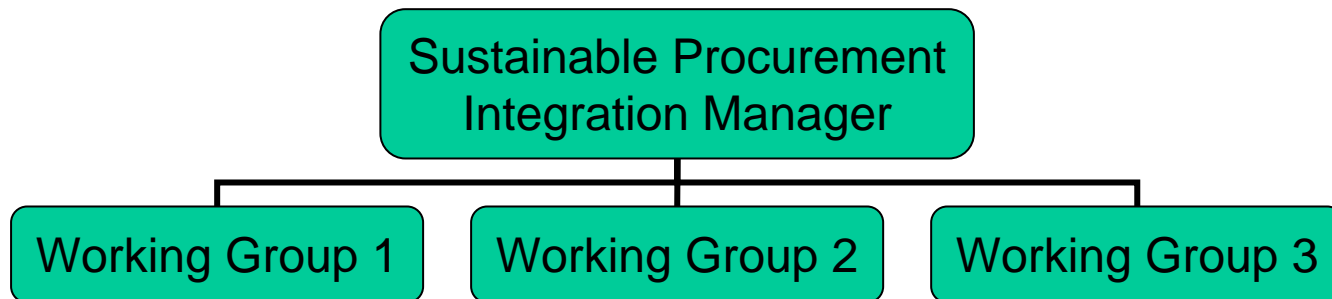 Sustainable Procurement
Integration Manager
Working Group 1
Working Group 2
Working Group 3